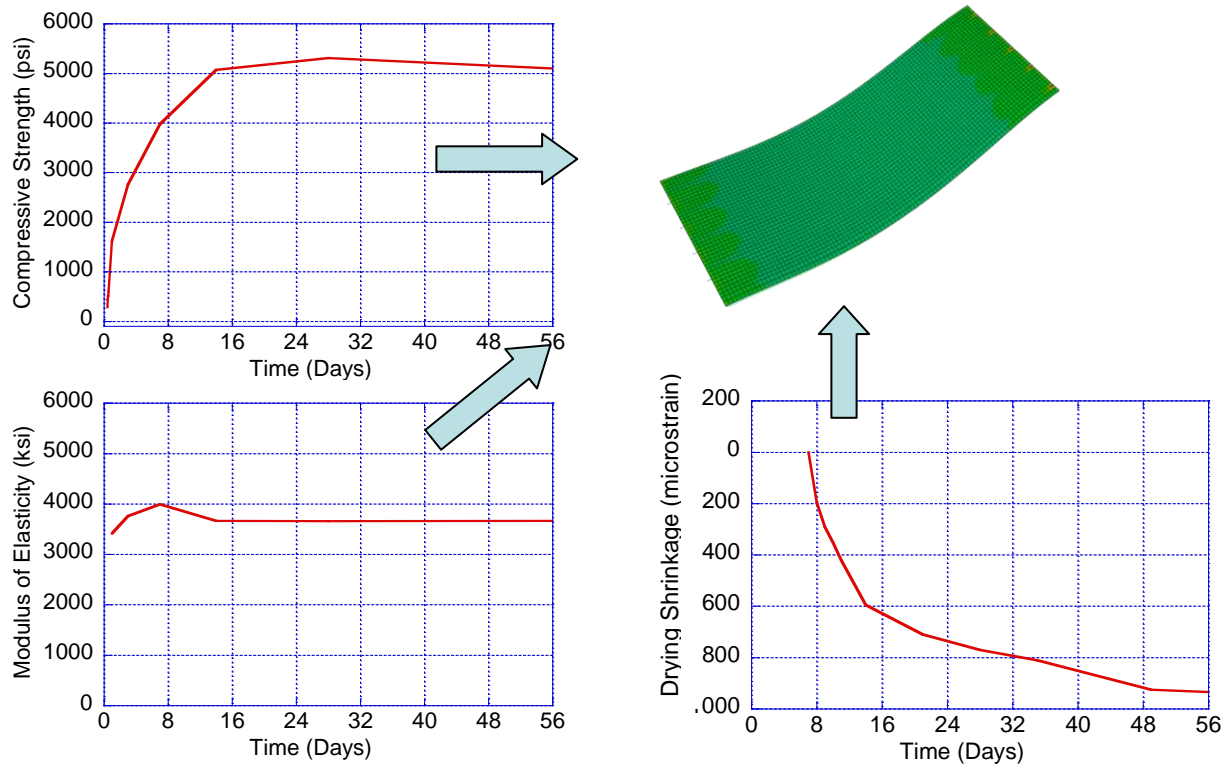 Compressive Strength (psi)
6000
5000
4000
3000
2000
1000
0
0 8 16 24 32 40 48 56
Time (Days)
Modulus of Elasticity (ksi)
6000
5000
4000
3000
2000
1000
0
0 8 16 24 32 40 48 56
Time (Days)
Drying Shrinkage (microstrain)
200
0
200
400
600
800
000
0 8 16 24 32 40 48 56
Time (Days)